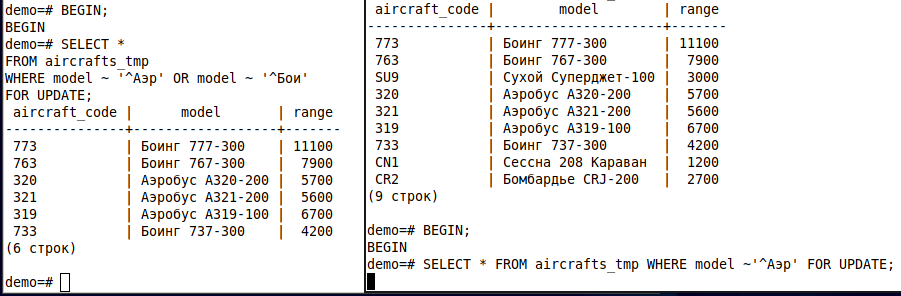 demo=# BEGIN;
BEGIN
demo=# SELECT *
FROM aircrafts_tmp
WHERE model ~ '^Аэр' OR model ~ '^Бои'
FOR UPDATE;
 aircraft_code |      model       | range
---------------+------------------+-------
 773           | Боинг 777-300    | 11100
 763           | Боинг 767-300    |  7900
 320           | Аэробус A320-200 |  5700
 321           | Аэробус A321-200 |  5600
 319           | Аэробус A319-100 |  6700
 733           | Боинг 737-300    |  4200
(6 строк)
demo=#
 aircraft_code |        model        | range
---------------+---------------------+-------
 773           | Боинг 777-300       | 11100
 763           | Боинг 767-300       |  7900
 SU9           | Сухой Суперджет-100 |  3000
 320           | Аэробус A320-200    |  5700
 321           | Аэробус A321-200    |  5600
 319           | Аэробус A319-100    |  6700
 733           | Боинг 737-300       |  4200
 CN1           | Сессна 208 Караван  |  1200
 CR2           | Бомбардье CRJ-200   |  2700
(9 строк)
demo=# BEGIN;
BEGIN
demo=# SELECT * FROM aircrafts_tmp WHERE model ~'^Аэр' FOR UPDATE;